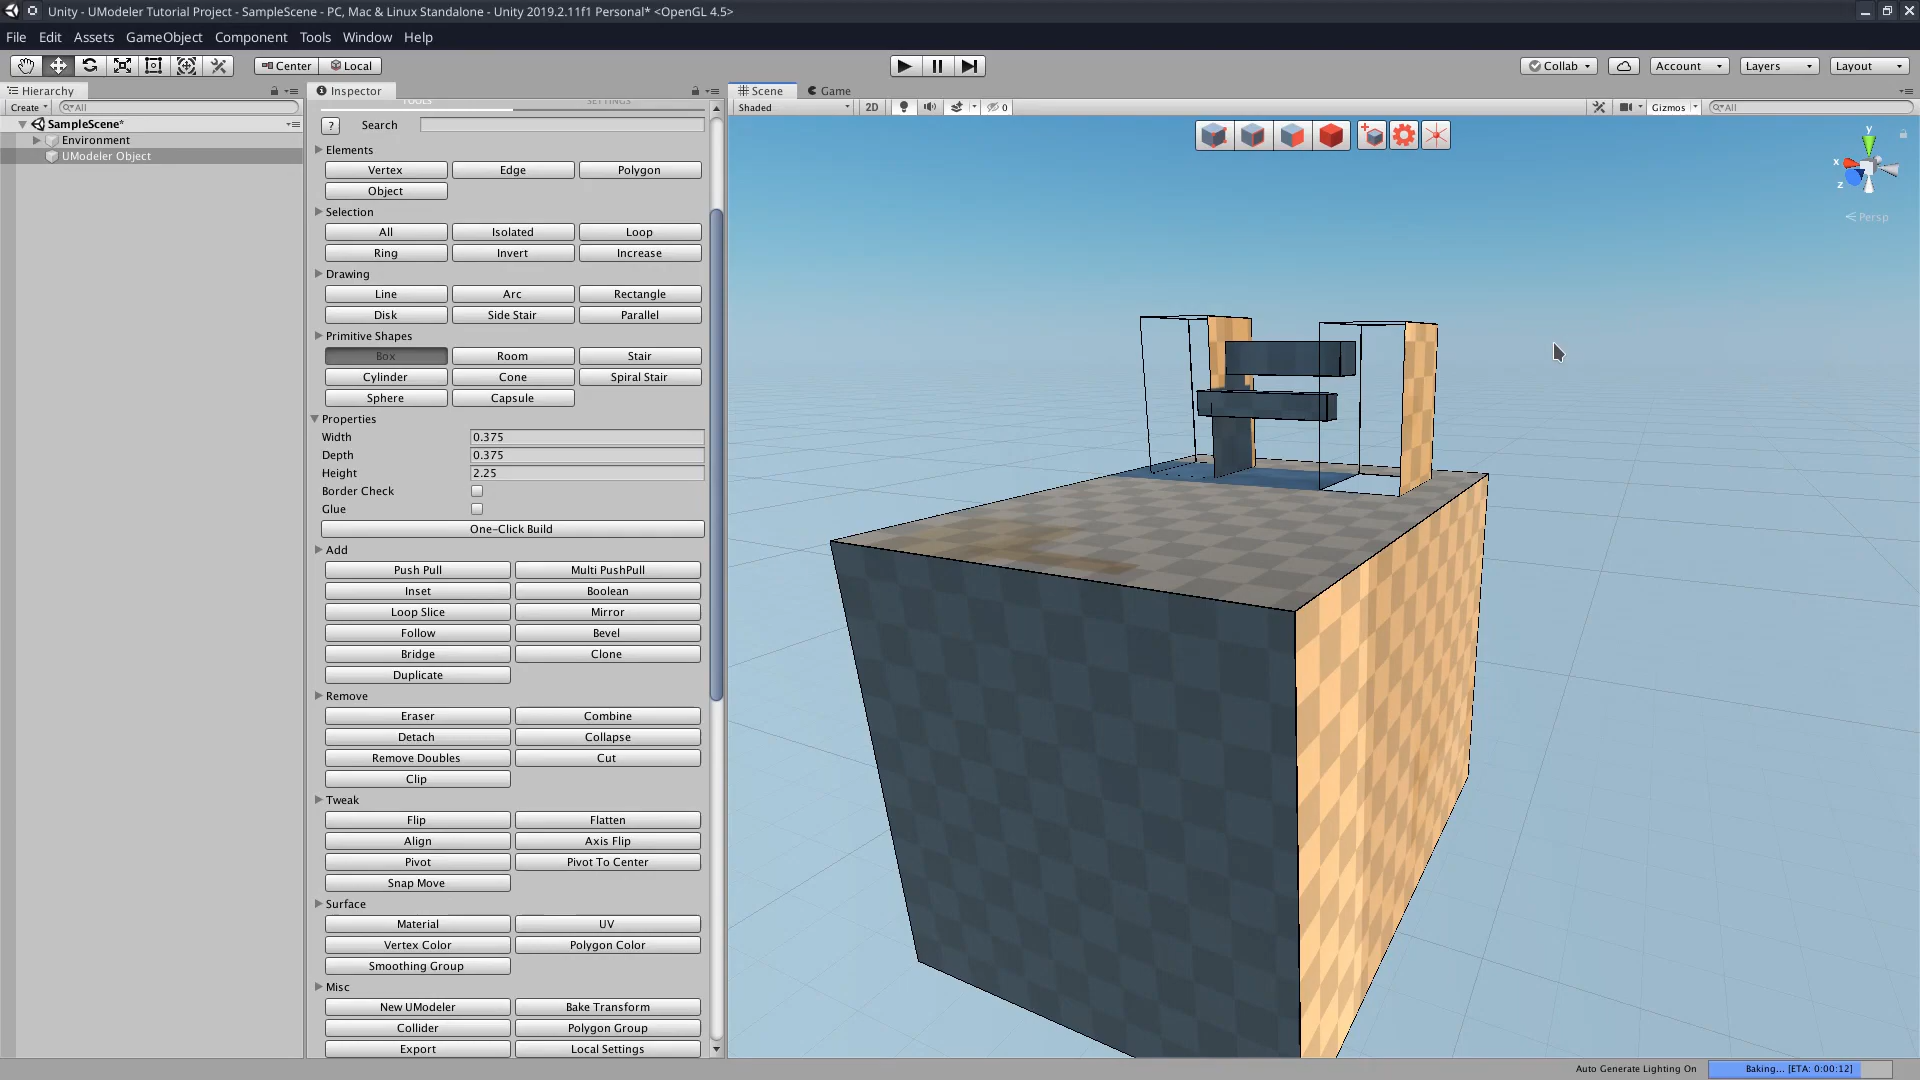 Unity - UModeler Tutorial Project - SampleScene - PC, Mac & Linux Standalone - Unity 2019.2.11f1 Personal* <OpenGL 4.5>
File Edit Assets GameObject Component Tools Window Help
Center Local Collab Account Layers Layout
Hierarchy Inspector Scene Game
Create All TOOLS SETTINGS Shaded 2D 0 Gizmos All
SampleScene*
Environment
UModeler Object
? Search
Elements
Vertex Edge Polygon
Object
Selection
All Isolated Loop
Ring Invert Increase
Drawing
Line Arc Rectangle
Disk Side Stair Parallel
Primitive Shapes
Box Room Stair
Cylinder Cone Spiral Stair
Sphere Capsule
Properties
Width 0.375
Depth 0.375
Height 2.25
Border Check
Glue
One-Click Build
Add
Push Pull Multi PushPull
Inset Boolean
Loop Slice Mirror
Follow Bevel
Bridge Clone
Duplicate
Remove
Eraser Combine
Detach Collapse
Remove Doubles Cut
Clip
Tweak
Flip Flatten
Align Axis Flip
Pivot Pivot To Center
Snap Move
Surface
Material UV
Vertex Color Polygon Color
Smoothing Group
Misc
New UModeler Bake Transform
Collider Polygon Group
Export Local Settings
y
x
z
Persp
Auto Generate Lighting On Baking... [ETA: 0:00:12]